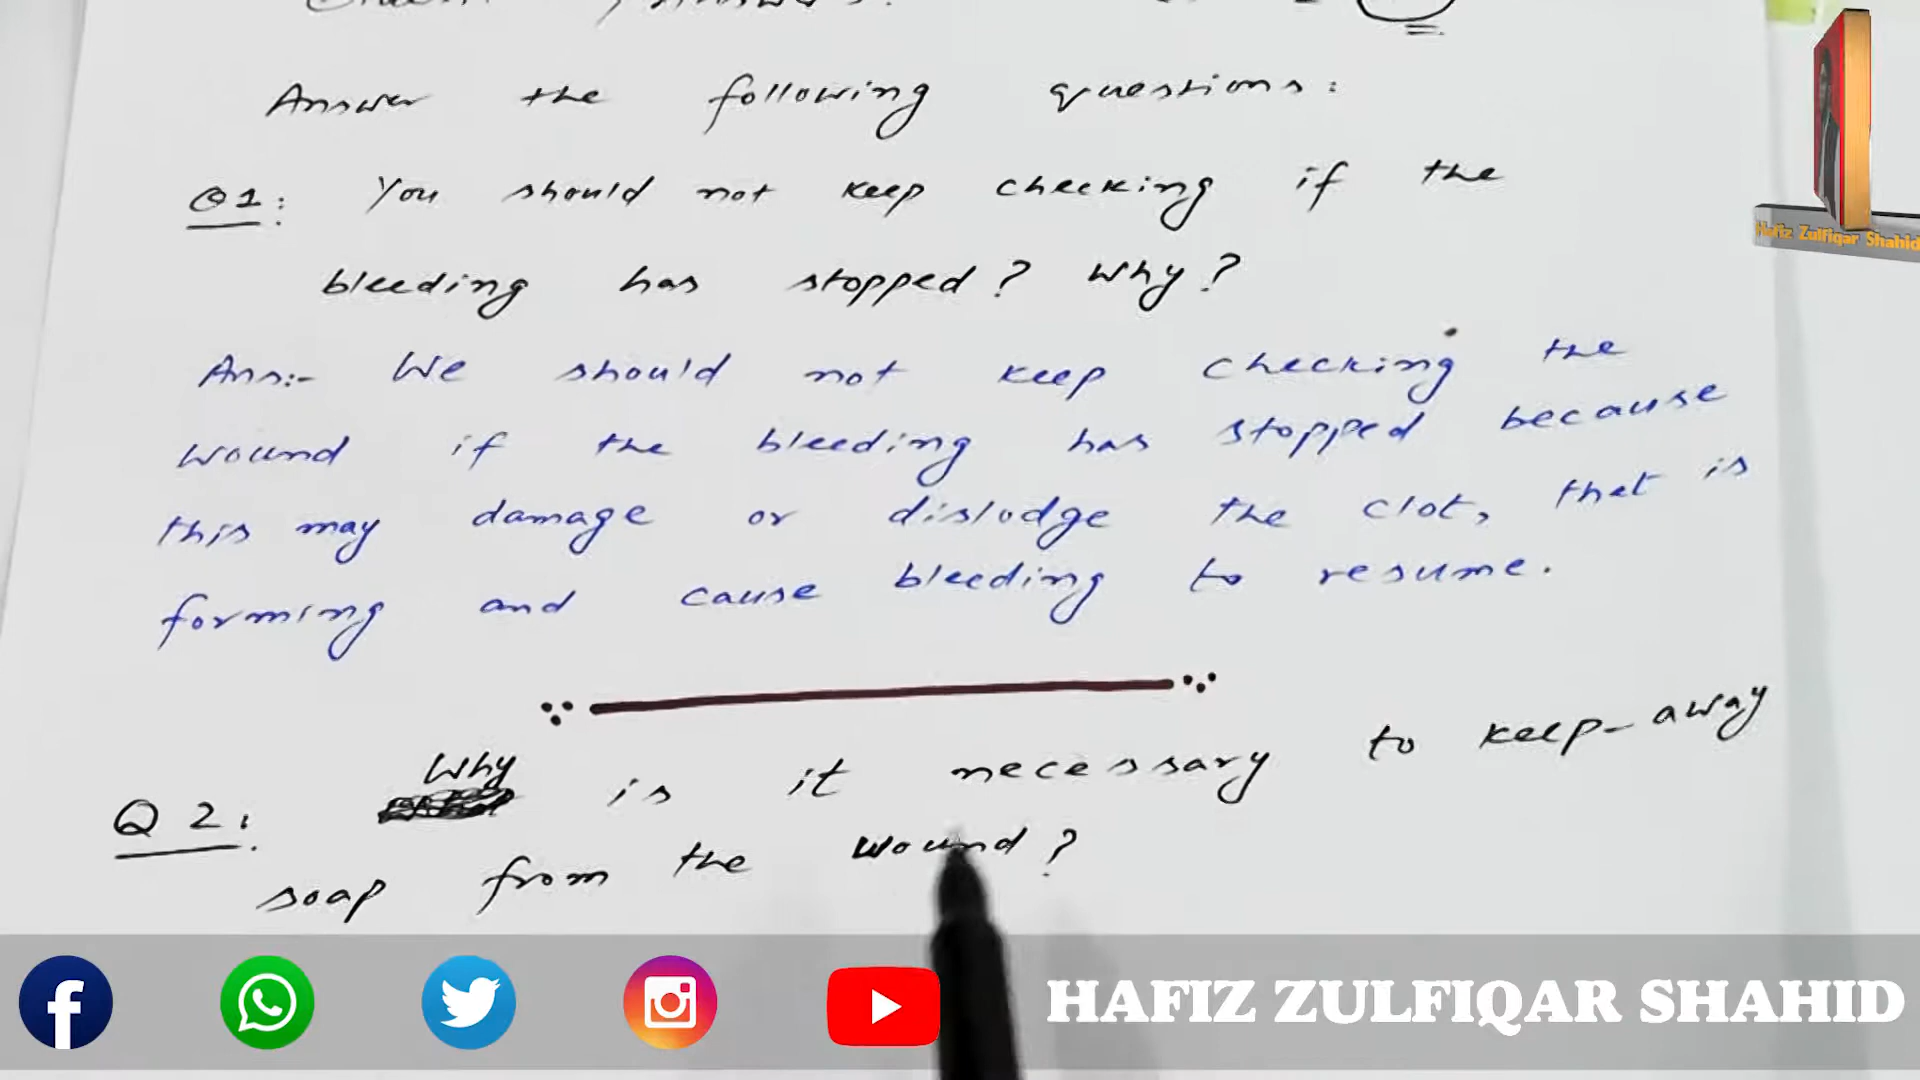 Answer the following questions:
Q1: You should not keep checking if the
bleeding has stopped? Why?
Ans:- We should not keep checking the
wound if the bleeding has stopped because
this may damage or dislodge the clot, that is
forming and cause bleeding to resume.
Q2: Why is it necessary to keep-away
soap from the wound?
Hafiz Zulfiqar Shahid
HAFIZ ZULFIQAR SHAHID